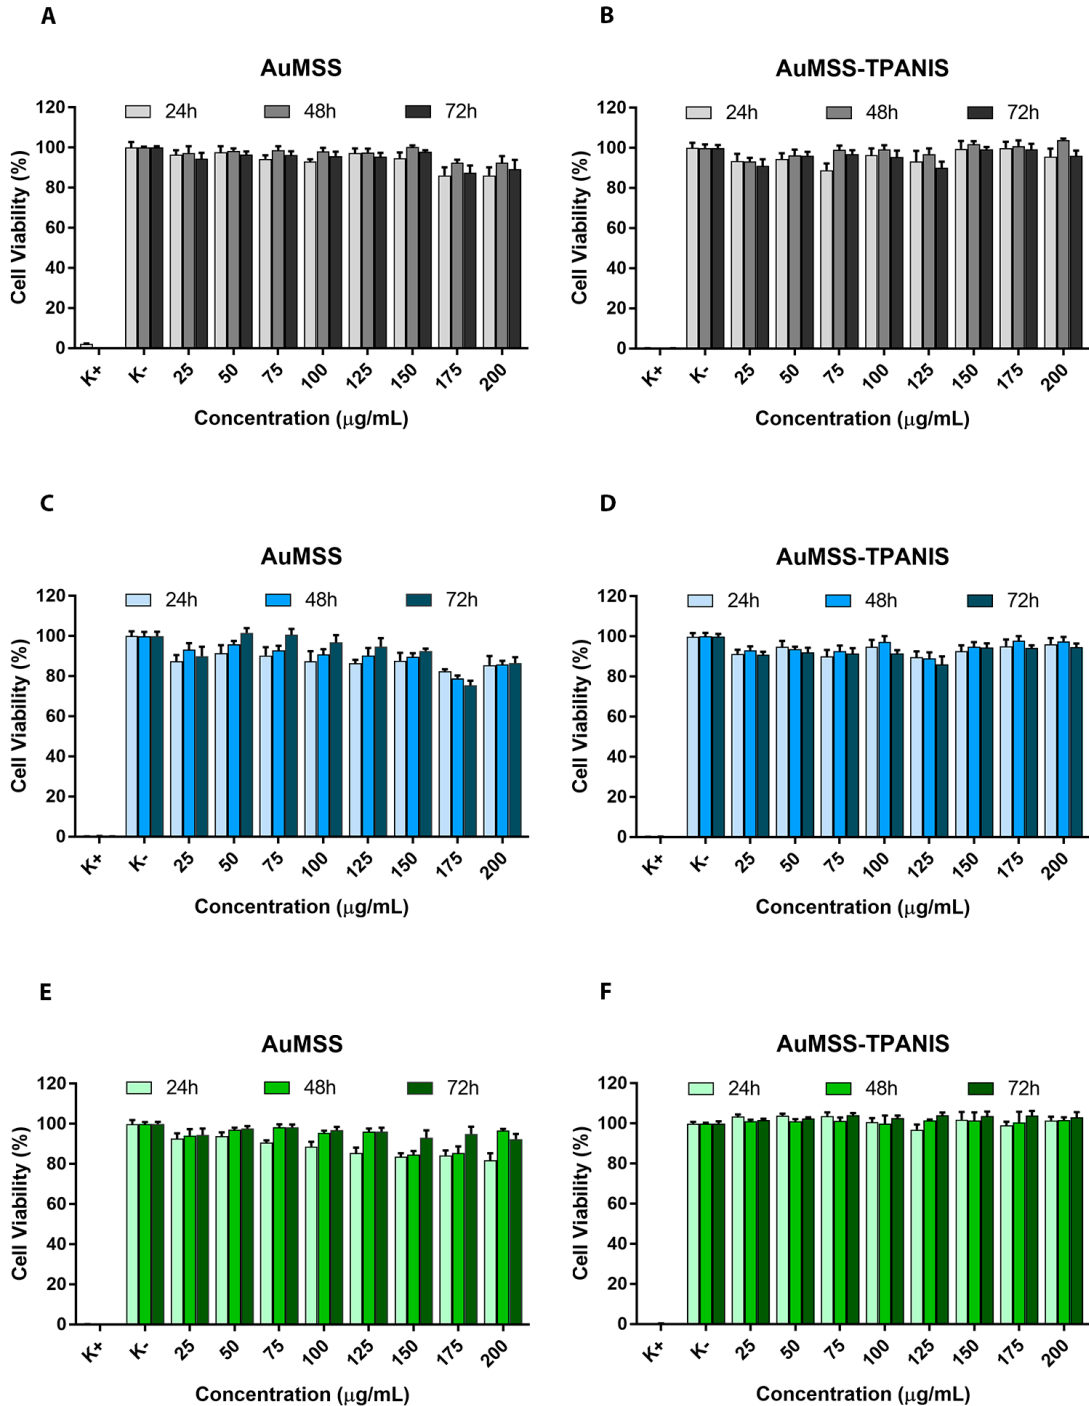 A
AuMSS
24h 48h 72h
Cell Viability (%)
120
100
80
60
40
20
0
K+ K- 25 50 75 100 125 150 175 200
Concentration (μg/mL)
B
AuMSS-TPANIS
24h 48h 72h
Cell Viability (%)
120
100
80
60
40
20
0
K+ K- 25 50 75 100 125 150 175 200
Concentration (μg/mL)
C
AuMSS
24h 48h 72h
Cell Viability (%)
120
100
80
60
40
20
0
K+ K- 25 50 75 100 125 150 175 200
Concentration (μg/mL)
D
AuMSS-TPANIS
24h 48h 72h
Cell Viability (%)
120
100
80
60
40
20
0
K+ K- 25 50 75 100 125 150 175 200
Concentration (μg/mL)
E
AuMSS
24h 48h 72h
Cell Viability (%)
120
100
80
60
40
20
0
K+ K- 25 50 75 100 125 150 175 200
Concentration (μg/mL)
F
AuMSS-TPANIS
24h 48h 72h
Cell Viability (%)
120
100
80
60
40
20
0
K+ K- 25 50 75 100 125 150 175 200
Concentration (μg/mL)